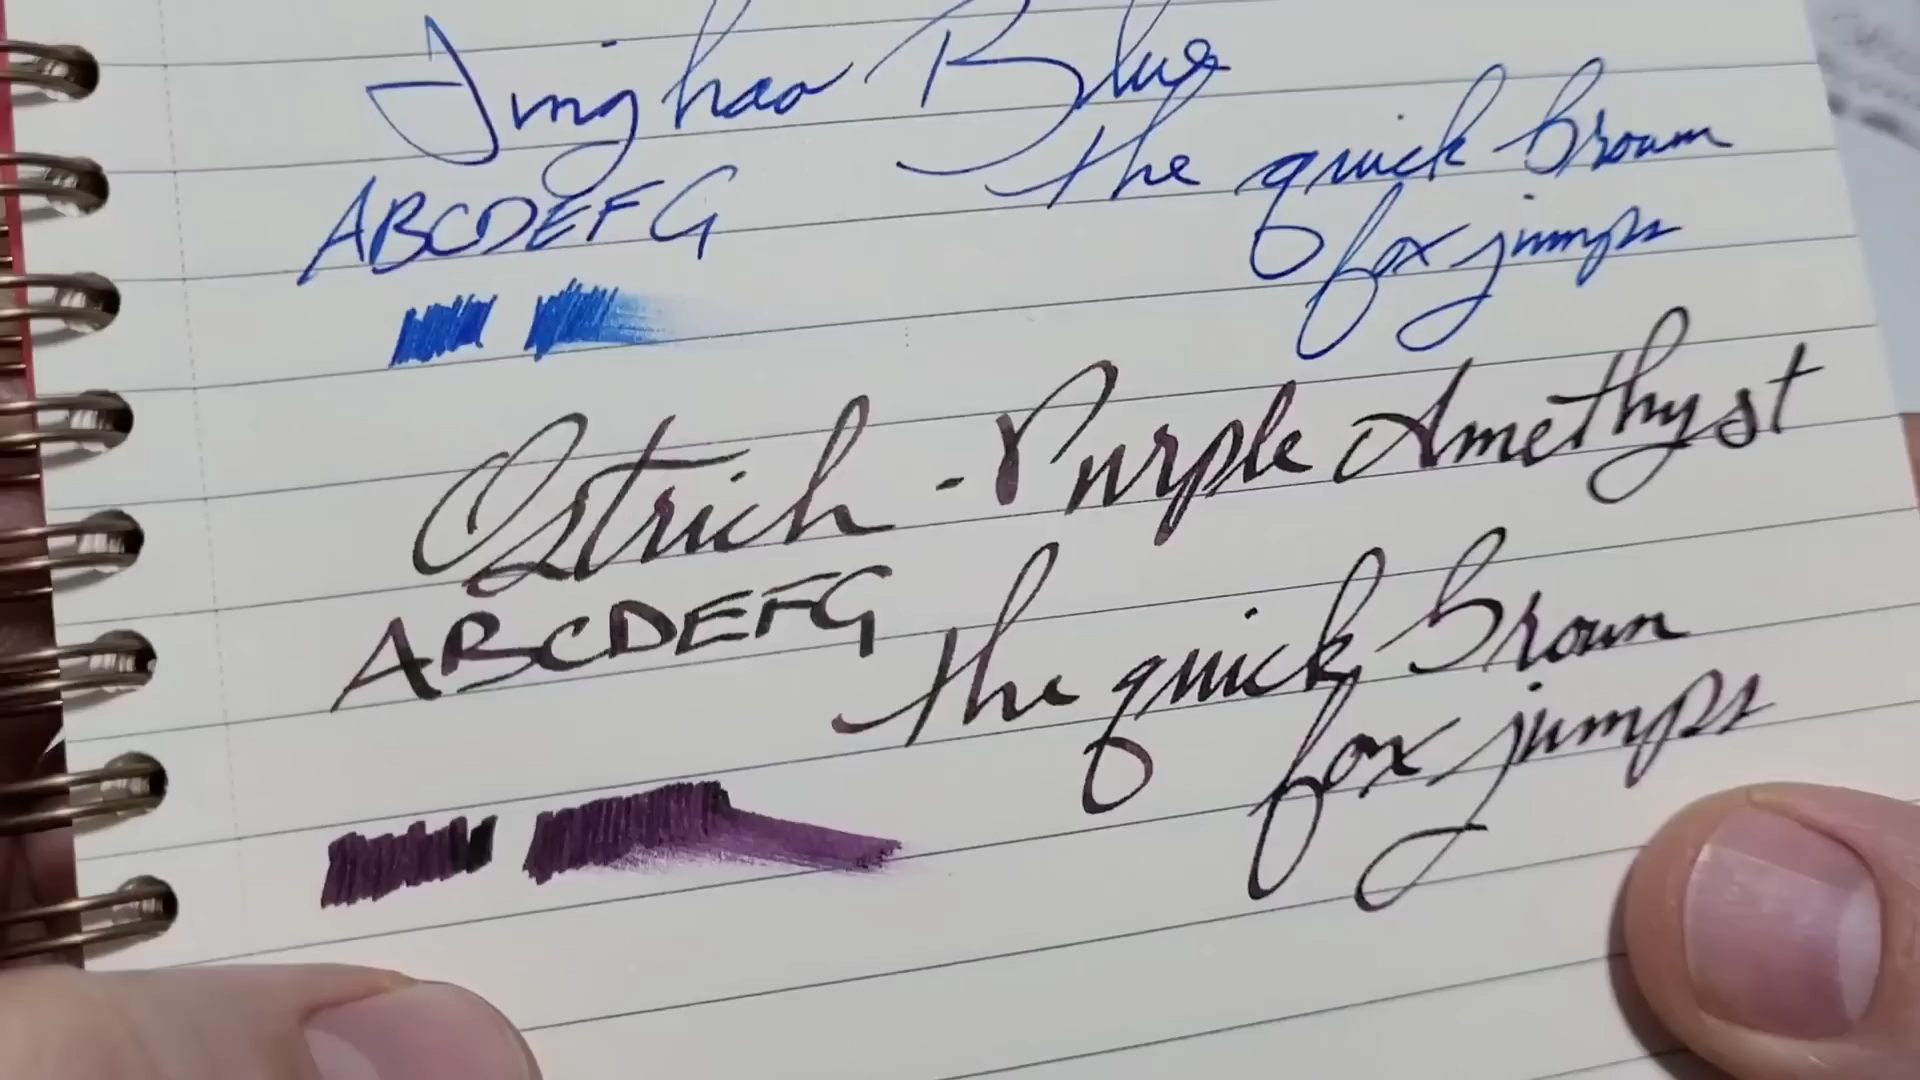 Jinghao Blue
ABCDEFG
the quick brown
fox jumps
Ostrich - Purple Amethyst
ABCDEFG
the quick brown
fox jumps